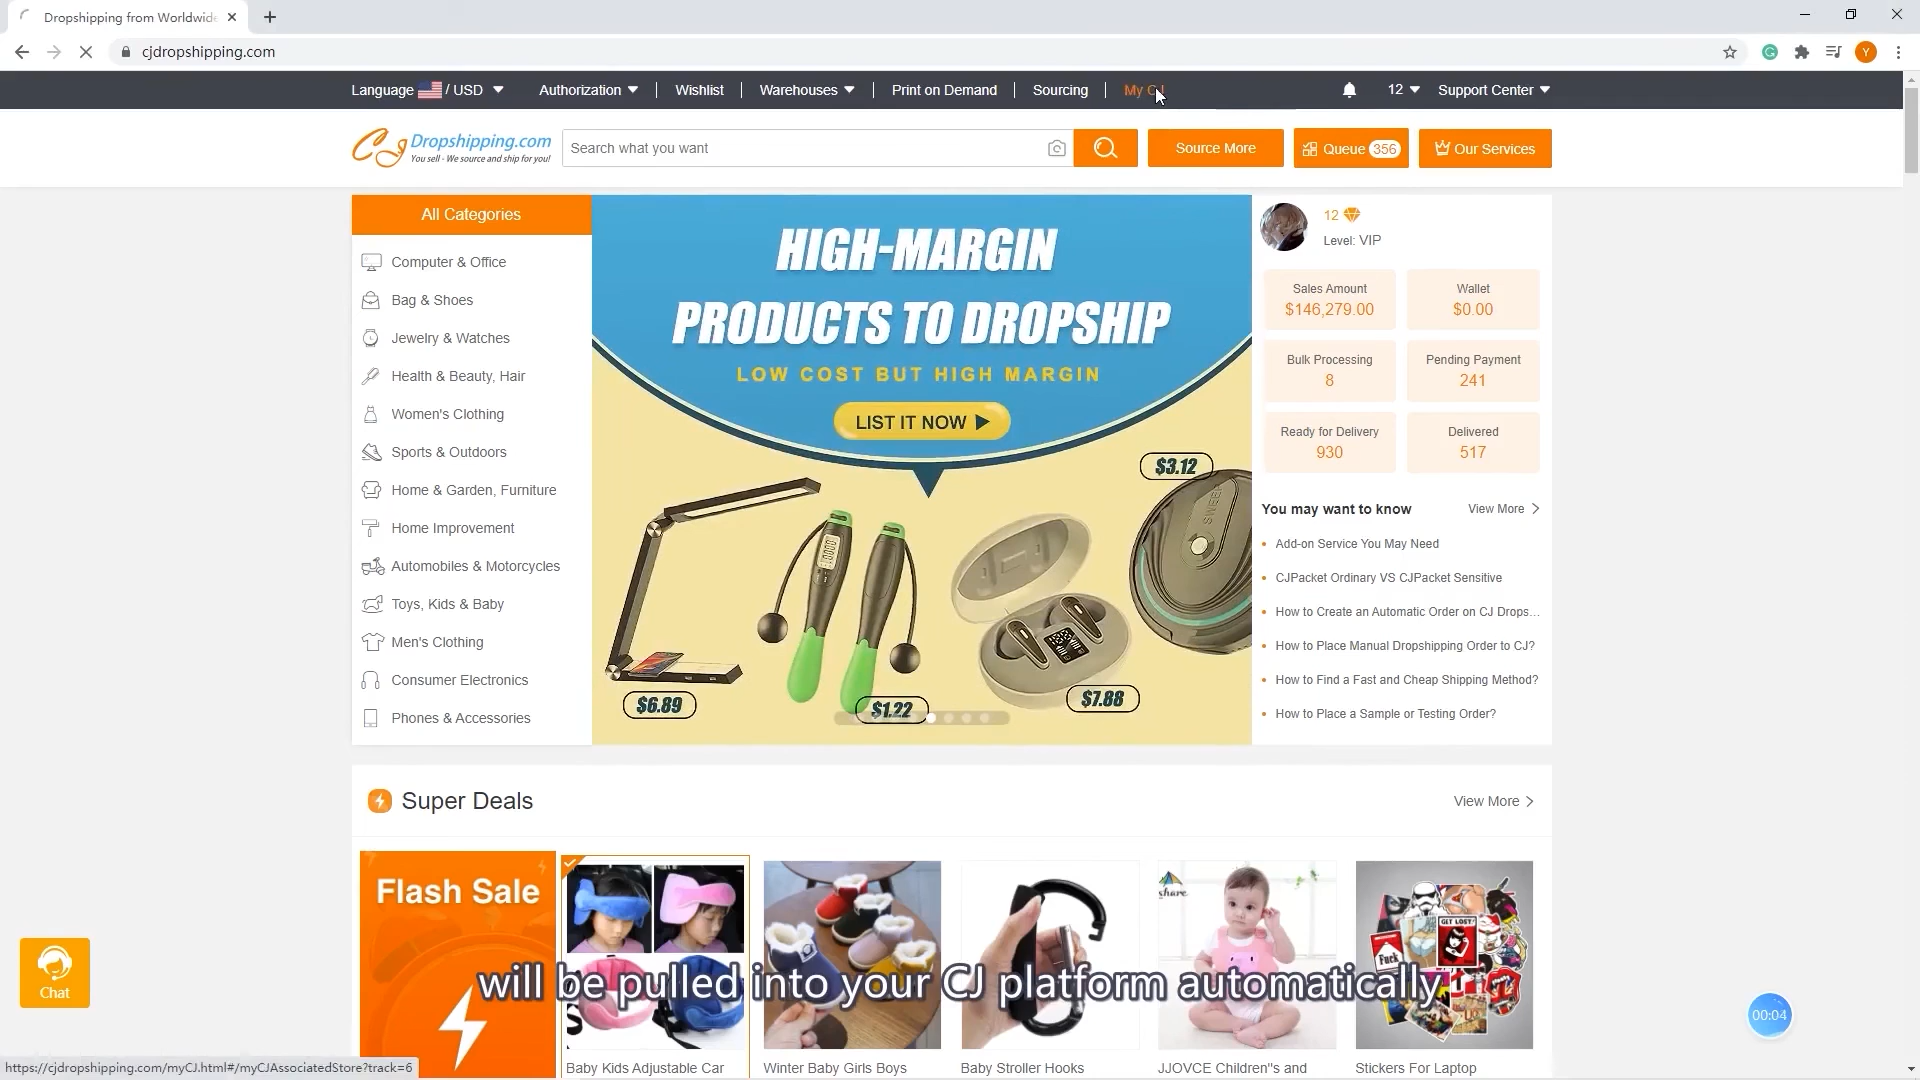 Dropshipping from Worldwide
cjdropshipping.com
Y
Language / USD
Authorization
Wishlist
Warehouses
Print on Demand
Sourcing
My CJ
12
Support Center
CJ Dropshipping.com
You sell - We source and ship for you!
Search what you want
Source More
Queue 356
Our Services
All Categories
Computer & Office
Bag & Shoes
Jewelry & Watches
Health & Beauty, Hair
Women's Clothing
Sports & Outdoors
Home & Garden, Furniture
Home Improvement
Automobiles & Motorcycles
Toys, Kids & Baby
Men's Clothing
Consumer Electronics
Phones & Accessories
HIGH-MARGIN
PRODUCTS TO DROPSHIP
LOW COST BUT HIGH MARGIN
LIST IT NOW
$3.12
SWEEP
$6.89
$1.22
$7.88
12
Level: VIP
Sales Amount
$146,279.00
Wallet
$0.00
Bulk Processing
8
Pending Payment
241
Ready for Delivery
930
Delivered
517
You may want to know
View More
Add-on Service You May Need
CJPacket Ordinary VS CJPacket Sensitive
How to Create an Automatic Order on CJ Drops...
How to Place Manual Dropshipping Order to CJ?
How to Find a Fast and Cheap Shipping Method?
How to Place a Sample or Testing Order?
Super Deals
View More
Flash Sale
share
GET LOST!
Fuck
will be pulled into your CJ platform automatically
Chat
00:04
Baby Kids Adjustable Car
Winter Baby Girls Boys
Baby Stroller Hooks
JJOVCE Children"s and
Stickers For Laptop
https://cjdropshipping.com/myCJ.html#/myCJAssociatedStore?track=6